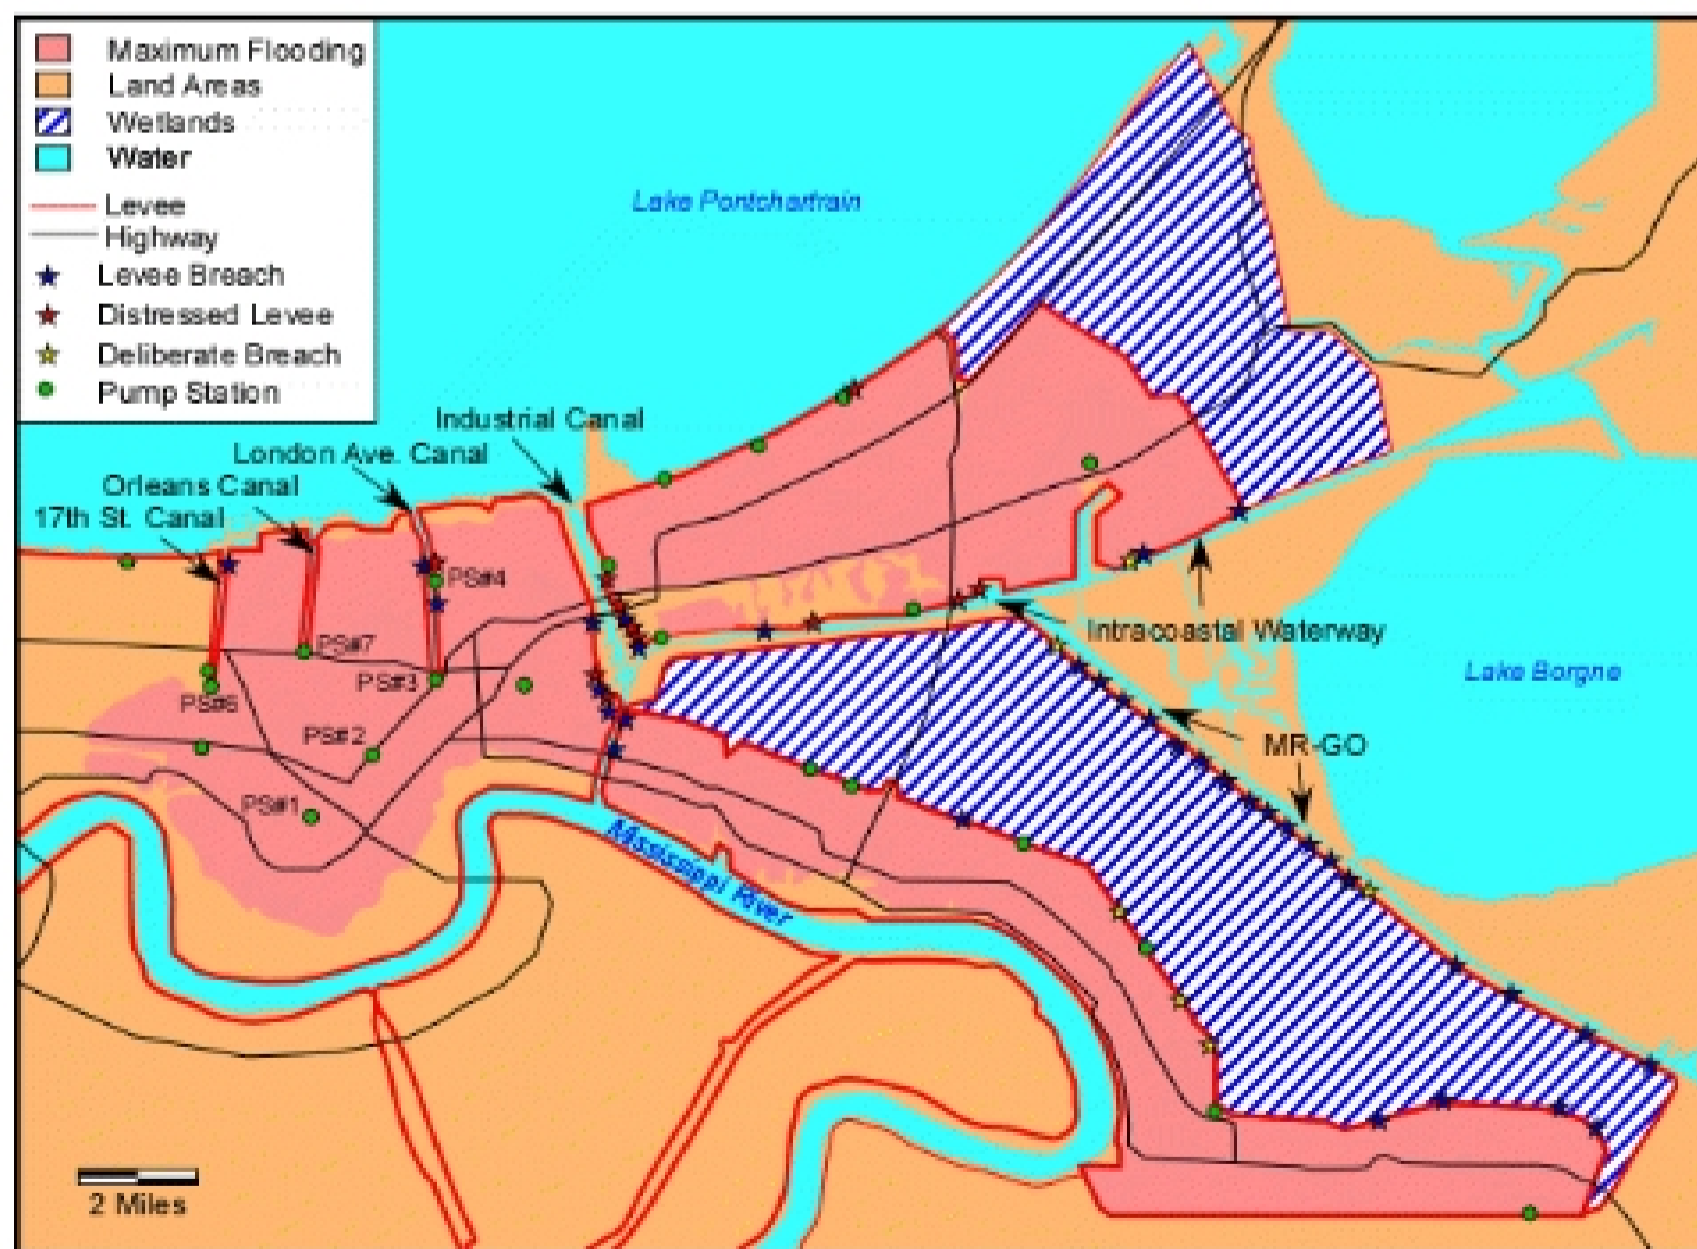 Maximum Flooding
Land Areas
Wetlands
Water
Levee
Highway
Levee Breach
Distressed Levee
Deliberate Breach
Pump Station
Lake Pontchartrain
Industrial Canal
London Ave. Canal
Orleans Canal
17th St. Canal
PS#4
PS#7
PS#3
PS#6
PS#2
PS#1
Intracoastal Waterway
Lake Borgne
MR-GO
Mississippi River
2 Miles